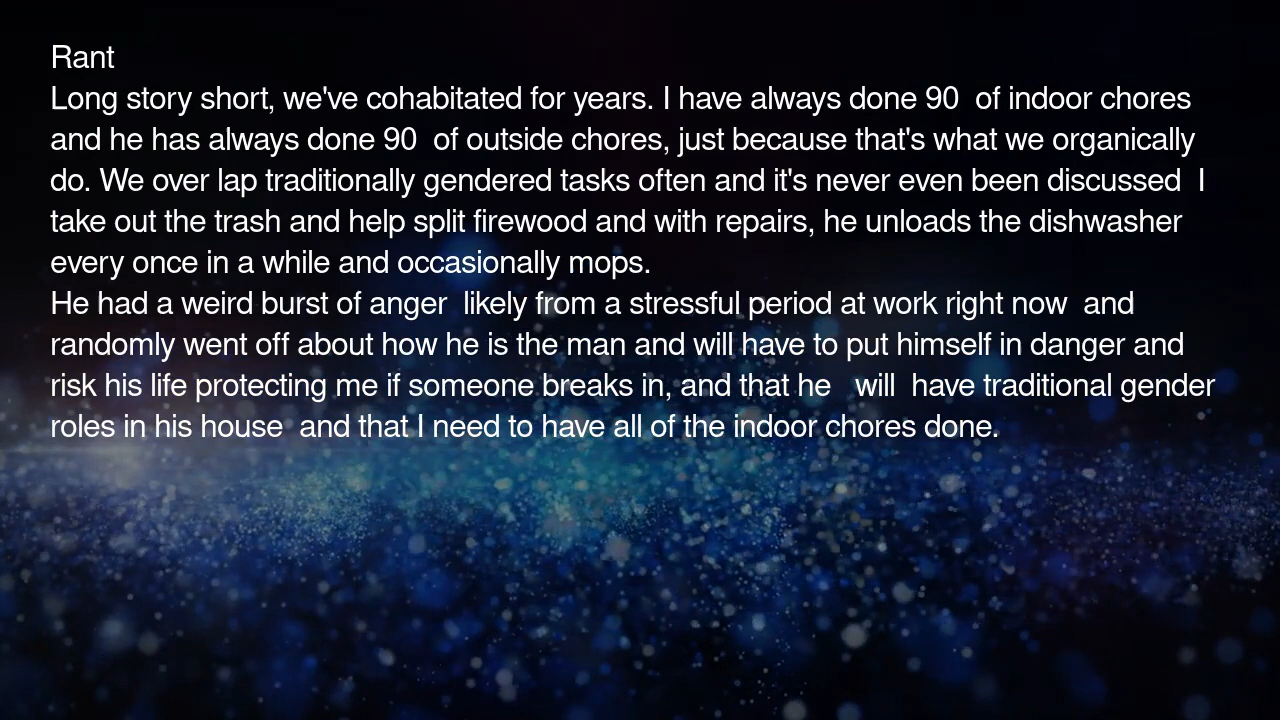 Rant
Long story short, we've cohabitated for years. I have always done 90  of indoor chores
and he has always done 90  of outside chores, just because that's what we organically
do. We over lap traditionally gendered tasks often and it's never even been discussed  I
take out the trash and help split firewood and with repairs, he unloads the dishwasher
every once in a while and occasionally mops.
He had a weird burst of anger  likely from a stressful period at work right now  and
randomly went off about how he is the man and will have to put himself in danger and
risk his life protecting me if someone breaks in, and that he   will  have traditional gender
roles in his house  and that I need to have all of the indoor chores done.